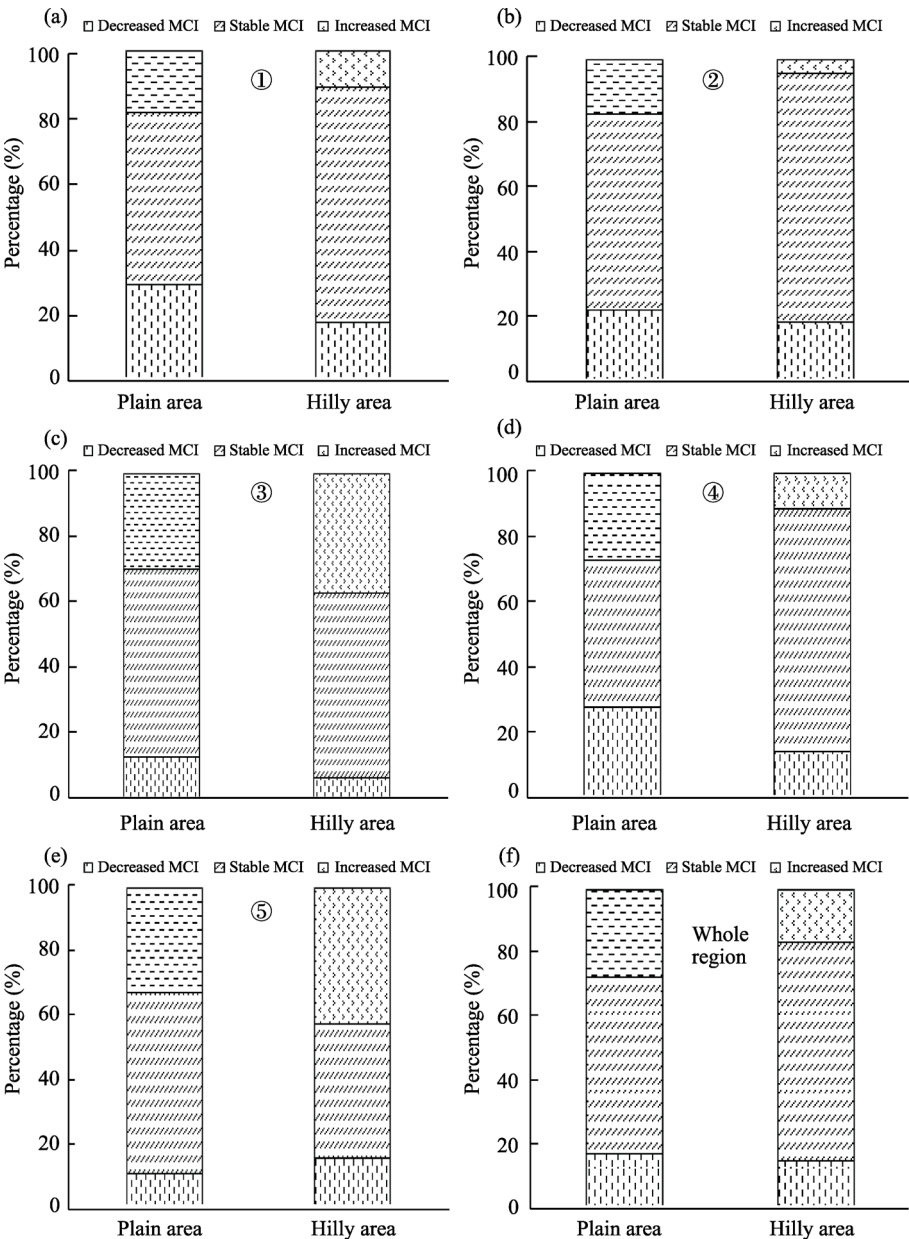 (a)
Decreased MCI Stable MCI Increased MCI
①
Percentage (%)
100
80
60
40
20
0
Plain area Hilly area
(b)
Decreased MCI Stable MCI Increased MCI
②
Percentage (%)
100
80
60
40
20
0
Plain area Hilly area
(c)
Decreased MCI Stable MCI Increased MCI
③
Percentage (%)
100
80
60
40
20
0
Plain area Hilly area
(d)
Decreased MCI Stable MCI Increased MCI
④
Percentage (%)
100
80
60
40
20
0
Plain area Hilly area
(e)
Decreased MCI Stable MCI Increased MCI
⑤
Percentage (%)
100
80
60
40
20
0
Plain area Hilly area
(f)
Decreased MCI Stable MCI Increased MCI
Whole
region
Percentage (%)
100
80
60
40
20
0
Plain area Hilly area